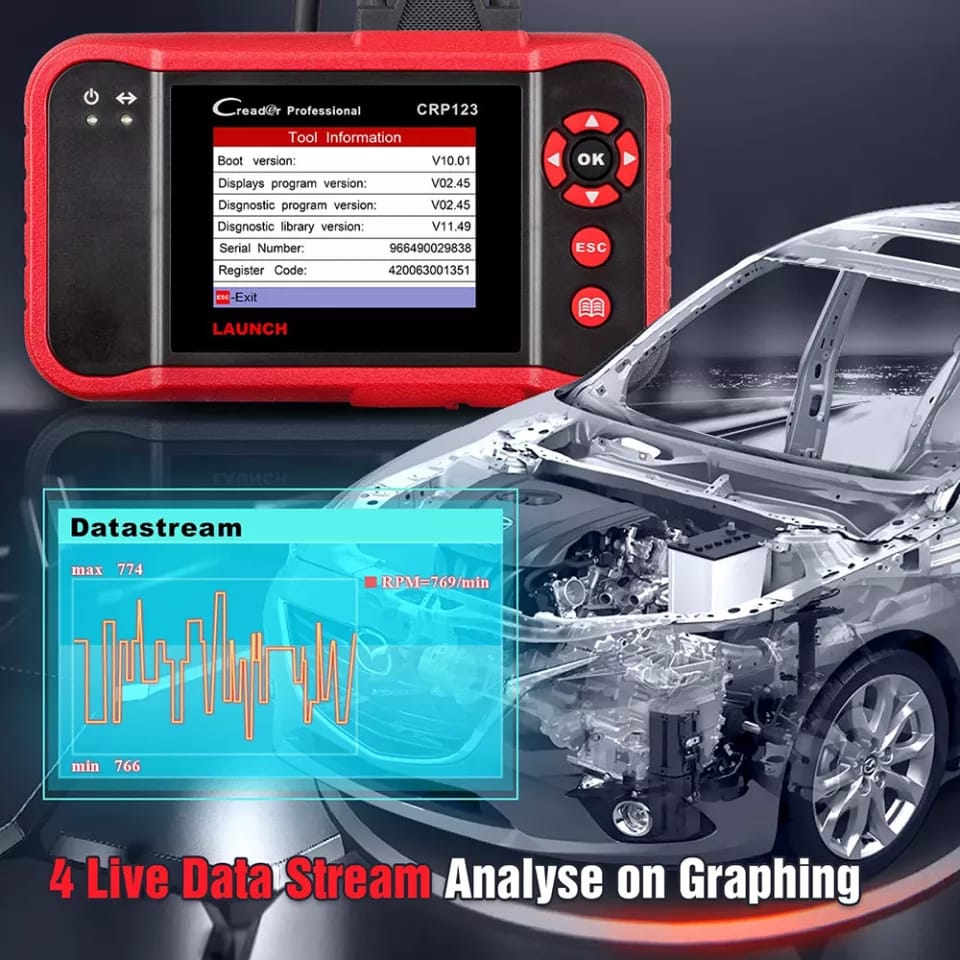 Creader Professional CRP123
Tool Information
Boot version: V10.01
Displays program version: V02.45
Disgnostic program version: V02.45
Disgnostic library version: V11.49
Serial Number: 966490029838
Register Code: 420063001351
ESC-Exit
LAUNCH
OK
ESC
Datastream
max 774
RPM=769/min
min 766
4 Live Data Stream Analyse on Graphing